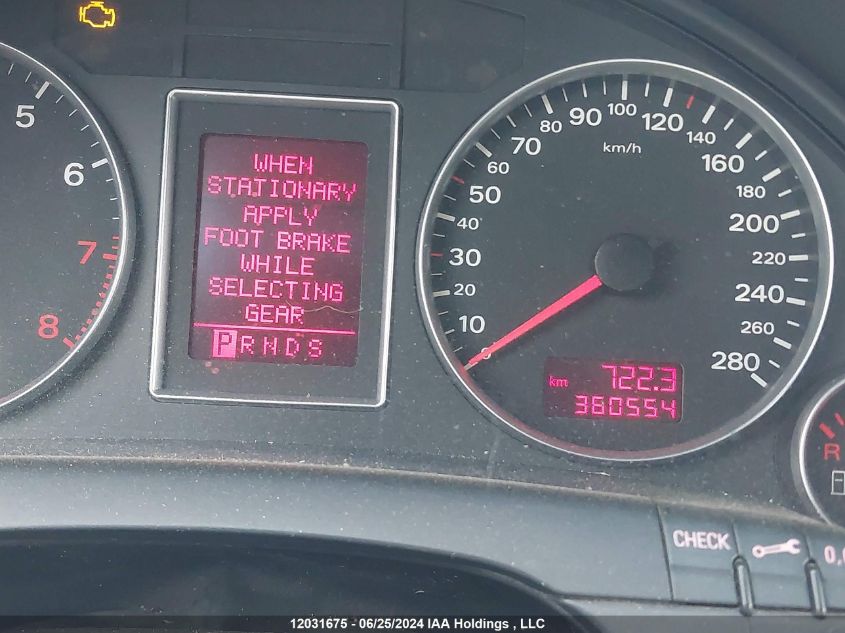 5
6
7
8
WHEN
STATIONARY
APPLY
FOOT BRAKE
WHILE
SELECTING
GEAR
P R N D S
0
10
20
30
40
50
60
70
80
90
100
120
140
160
180
200
220
240
260
280
km/h
km 722.3
380554
R
CHECK
12031675 - 06/25/2024 IAA Holdings , LLC